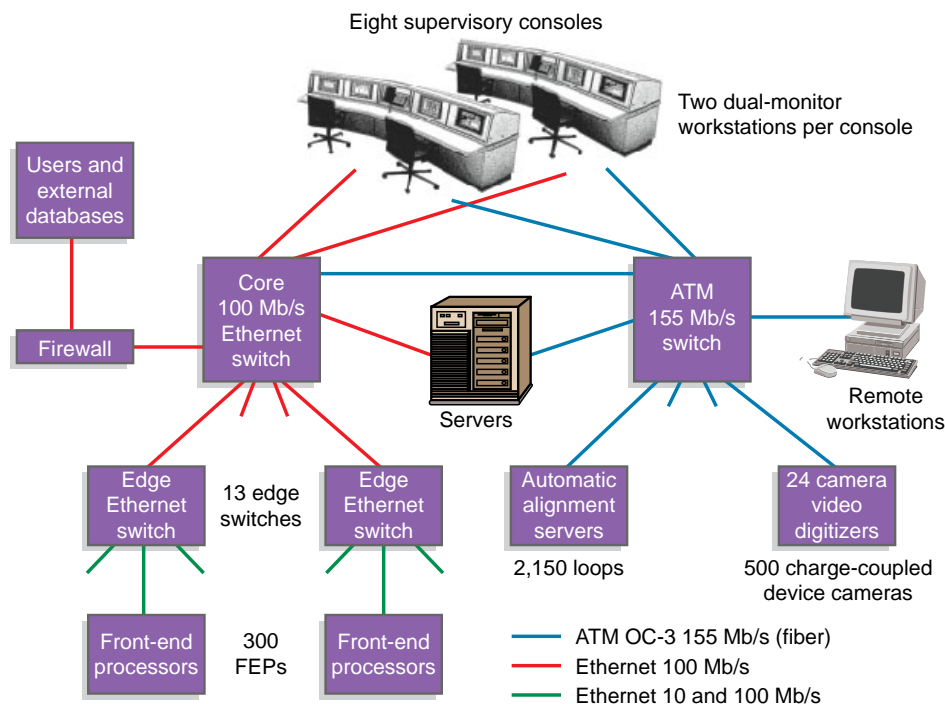 Eight supervisory consoles
Two dual-monitor
workstations per console
Users and
external
databases
Firewall
Core
100 Mb/s
Ethernet
switch
Servers
ATM
155 Mb/s
switch
Remote
workstations
Edge
Ethernet
switch
13 edge
switches
Edge
Ethernet
switch
Automatic
alignment
servers
2,150 loops
24 camera
video
digitizers
500 charge-coupled
device cameras
Front-end
processors
300
FEPs
Front-end
processors
ATM OC-3 155 Mb/s (fiber)
Ethernet 100 Mb/s
Ethernet 10 and 100 Mb/s